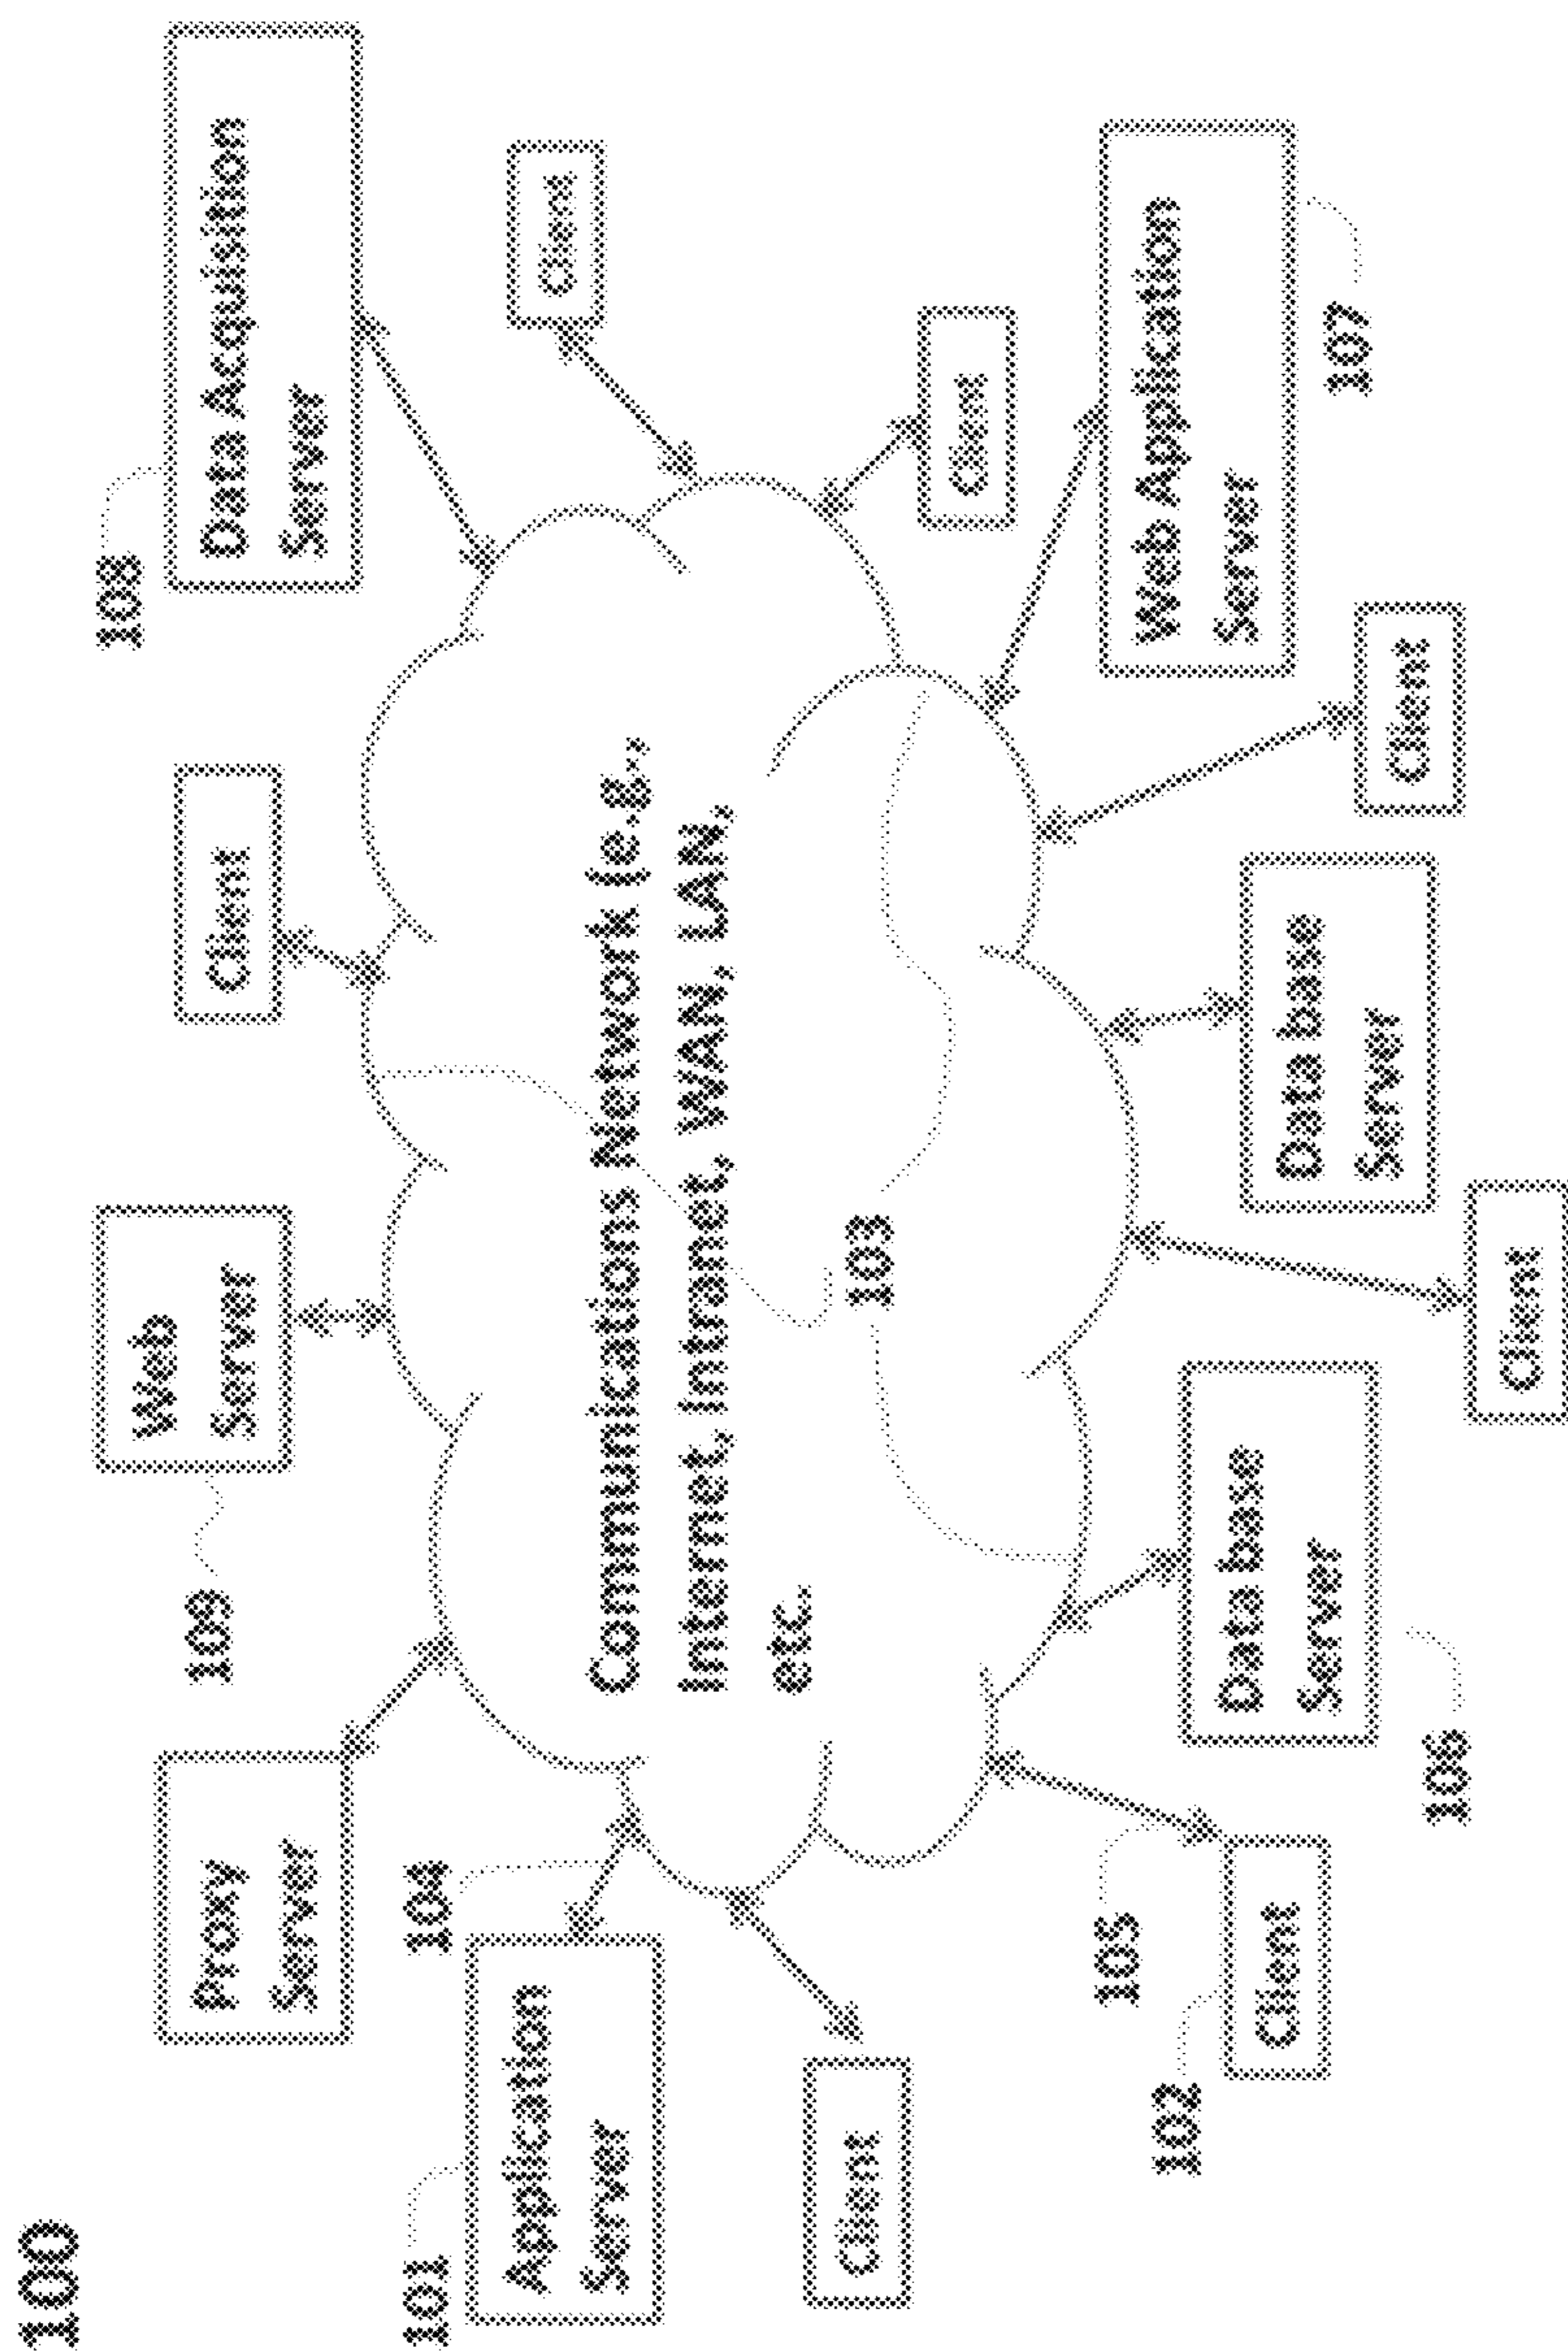 100
108
Web
Server
Proxy
Server
109
Client
Data Acquisition
Server
101
104
Application
Server
Client
Communications Network (e.g.,
Internet, Intranet, WAN, LAN,
etc.
103
Client
Client
105
102
Client
Web Application
Server
107
Data base
Server
106
Data base
Server
Client
Client